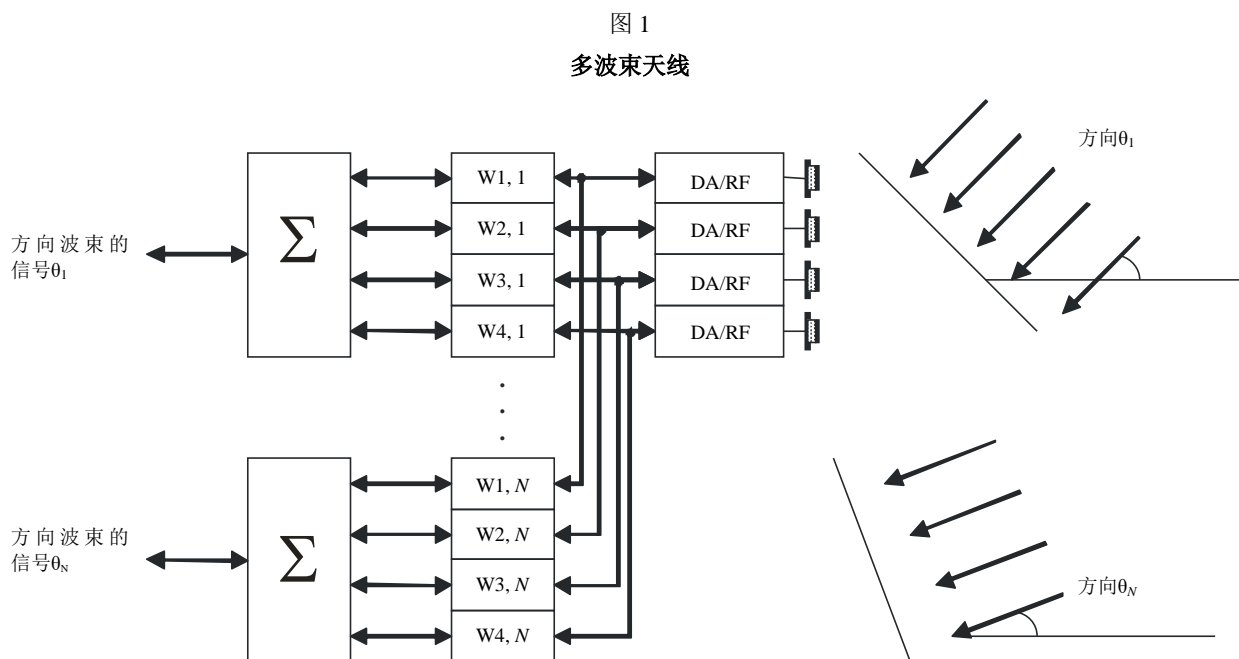 图 1
多波束天线
方向θ₁
W1, 1
DA/RF
W2, 1
DA/RF
方向波束的
信号θ₁
Σ
W3, 1
DA/RF
W4, 1
DA/RF
W1, N
W2, N
方向波束的
信号θN
Σ
W3, N
方向θN
W4, N